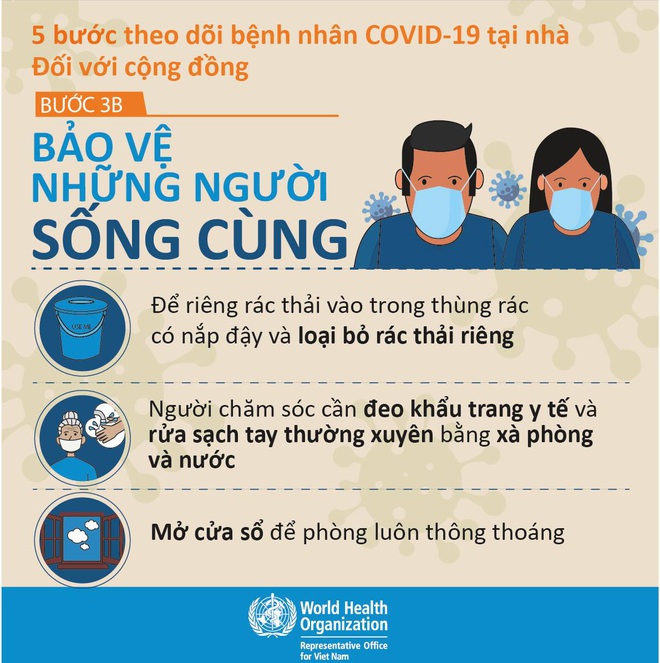 5 bước theo dõi bệnh nhân COVID-19 tại nhà
Đối với cộng đồng
BƯỚC 3B
BẢO VỆ
NHỮNG NGƯỜI
SỐNG CÙNG
Để riêng rác thải vào trong thùng rác
có nắp đậy và loại bỏ rác thải riêng
Người chăm sóc cần đeo khẩu trang y tế và
rửa sạch tay thường xuyên bằng xà phòng
và nước
Mở cửa sổ để phòng luôn thông thoáng
World Health
Organization
Representative Office
for Viet Nam